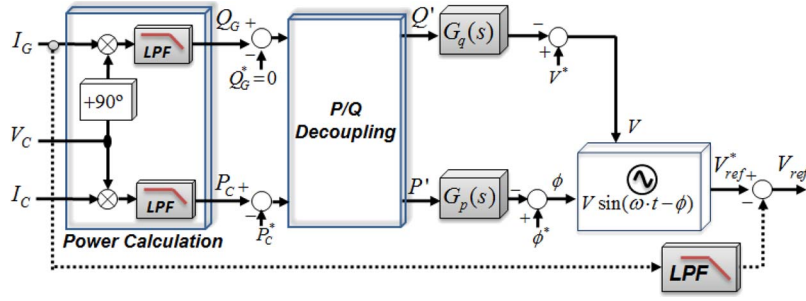 I_G
LPF
Q_G +
−
Q_G^* = 0
Q'
G_q(s)
−
+
V^*
+90º
P/Q
Decoupling
V
V_C
I_C
LPF
P_C +
−
P_C^*
P'
G_p(s)
−
+
ϕ
ϕ^*
V sin(ω·t−ϕ)
V_ref^* +
−
V_ref
Power Calculation
LPF